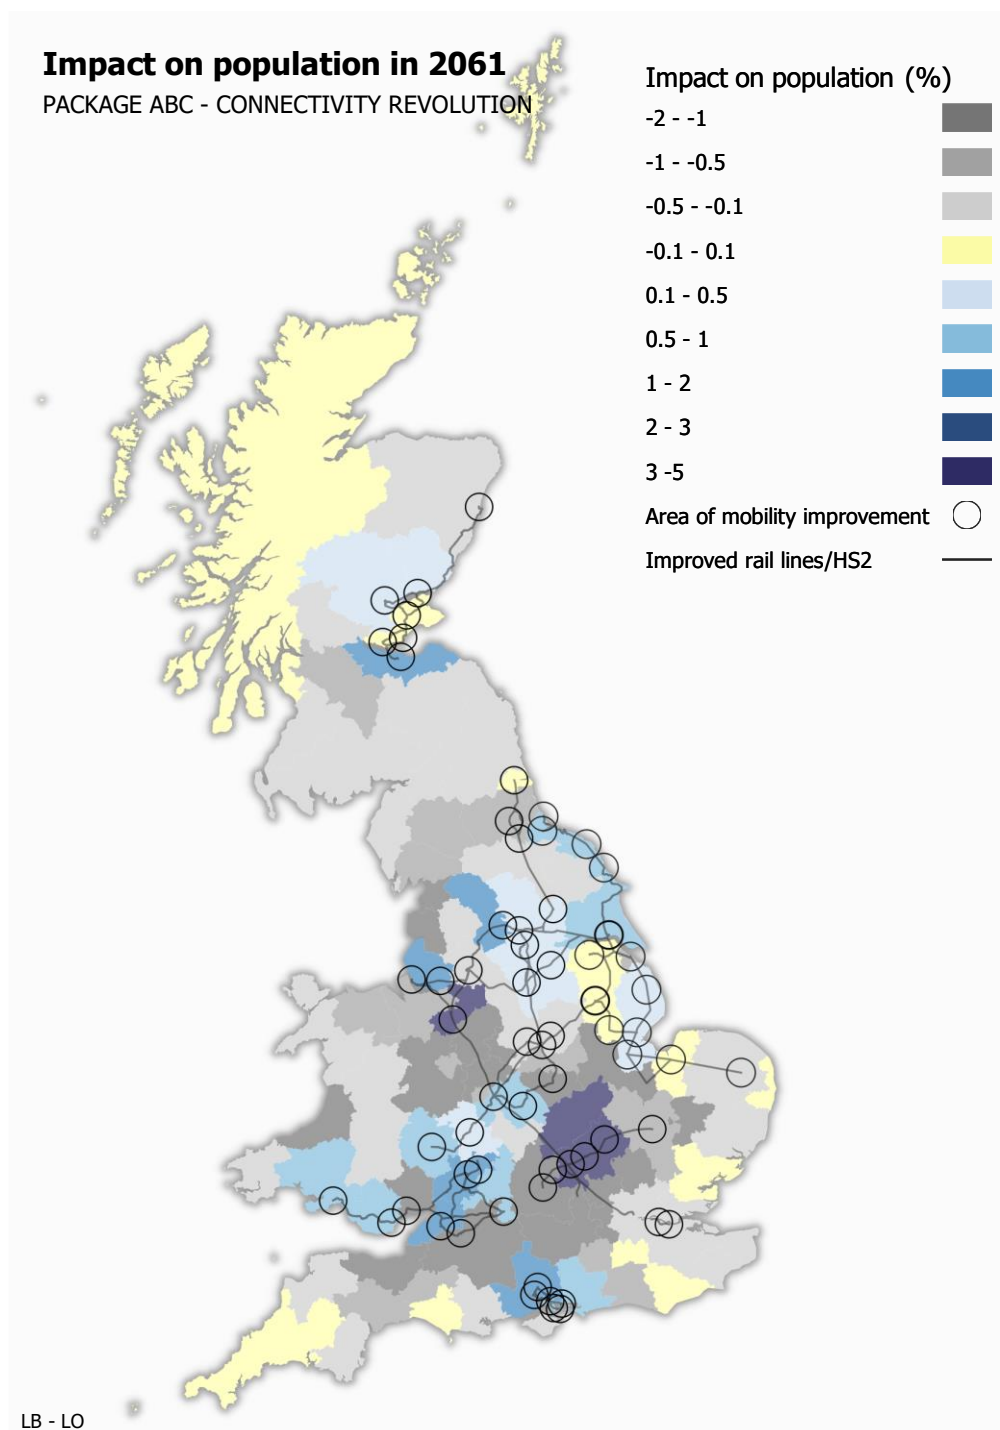 Impact on population in 2061
PACKAGE ABC - CONNECTIVITY REVOLUTION
Impact on population (%)
-2 - -1
-1 - -0.5
-0.5 - -0.1
-0.1 - 0.1
0.1 - 0.5
0.5 - 1
1 - 2
2 - 3
3 -5
Area of mobility improvement
Improved rail lines/HS2
LB - LO